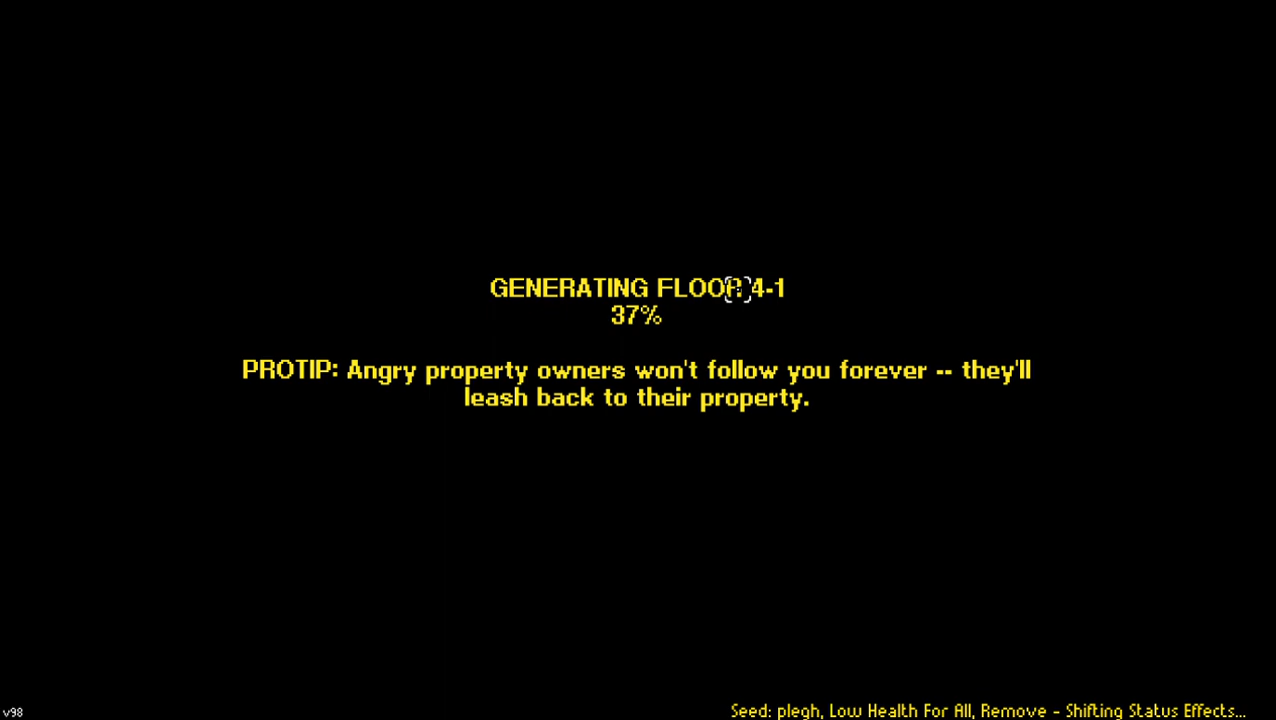 GENERATING FLOOR 4-1
37%
PROTIP: Angry property owners won't follow you forever -- they'll
leash back to their property.
v98
Seed: plegh, Low Health For All, Remove - Shifting Status Effects...